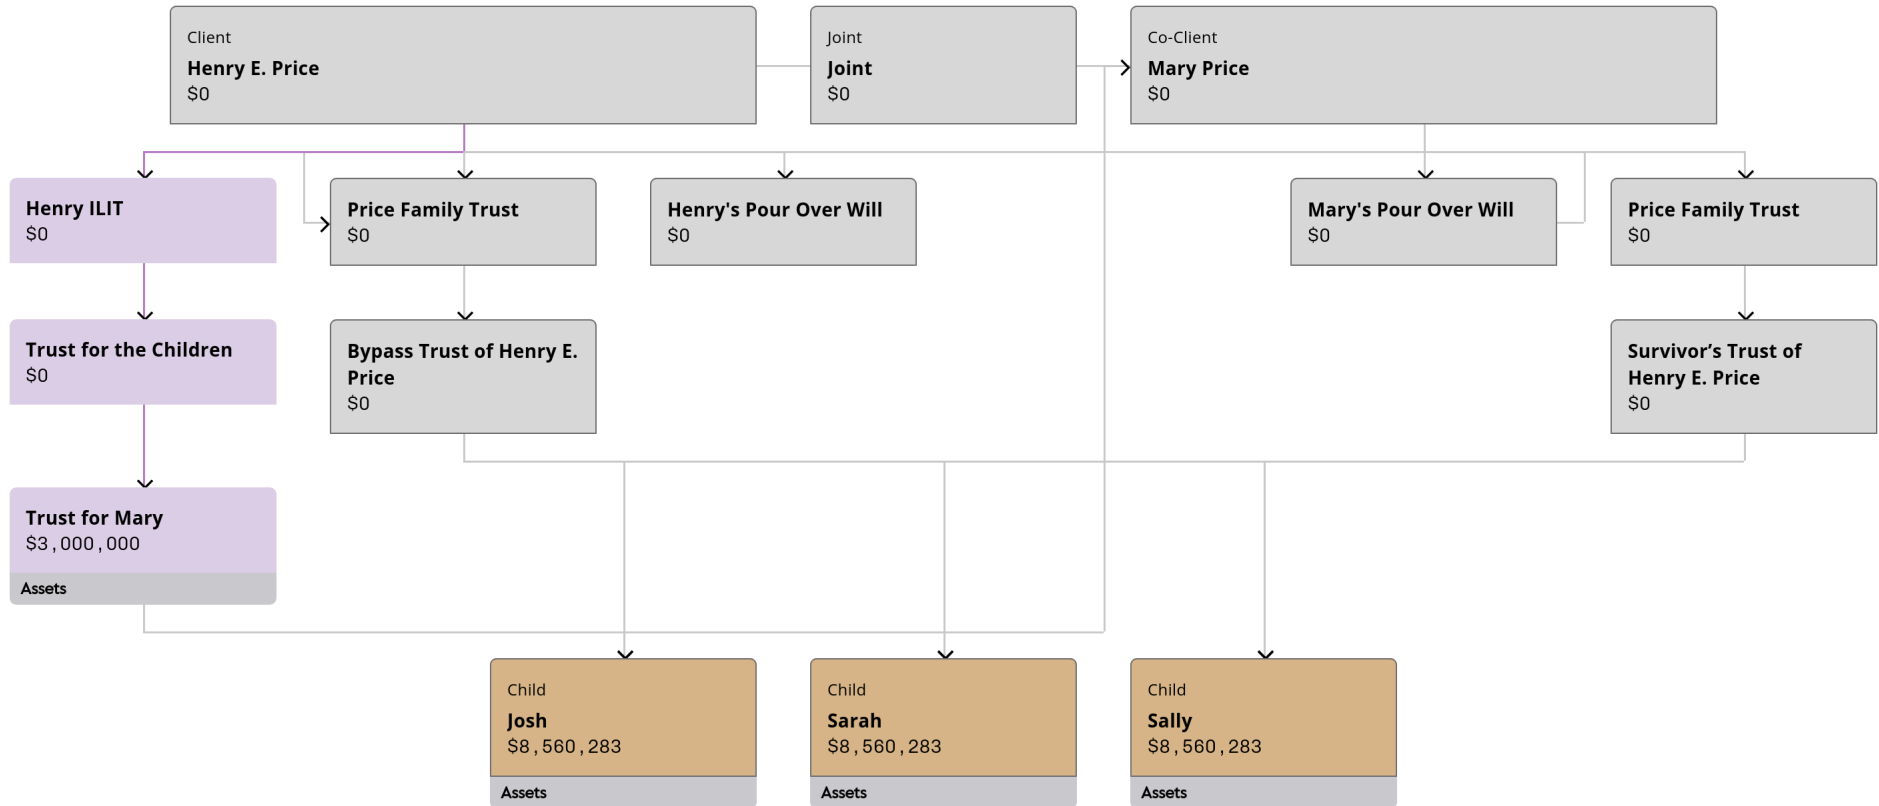 Client
Henry E. Price
$0
Joint
Joint
$0
Co-Client
Mary Price
$0
Henry ILIT
$0
Price Family Trust
$0
Henry's Pour Over Will
$0
Mary's Pour Over Will
$0
Price Family Trust
$0
Trust for the Children
$0
Bypass Trust of Henry E.
Price
$0
Survivor’s Trust of
Henry E. Price
$0
Trust for Mary
$3,000,000
Assets
Child
Josh
$8,560,283
Assets
Child
Sarah
$8,560,283
Assets
Child
Sally
$8,560,283
Assets